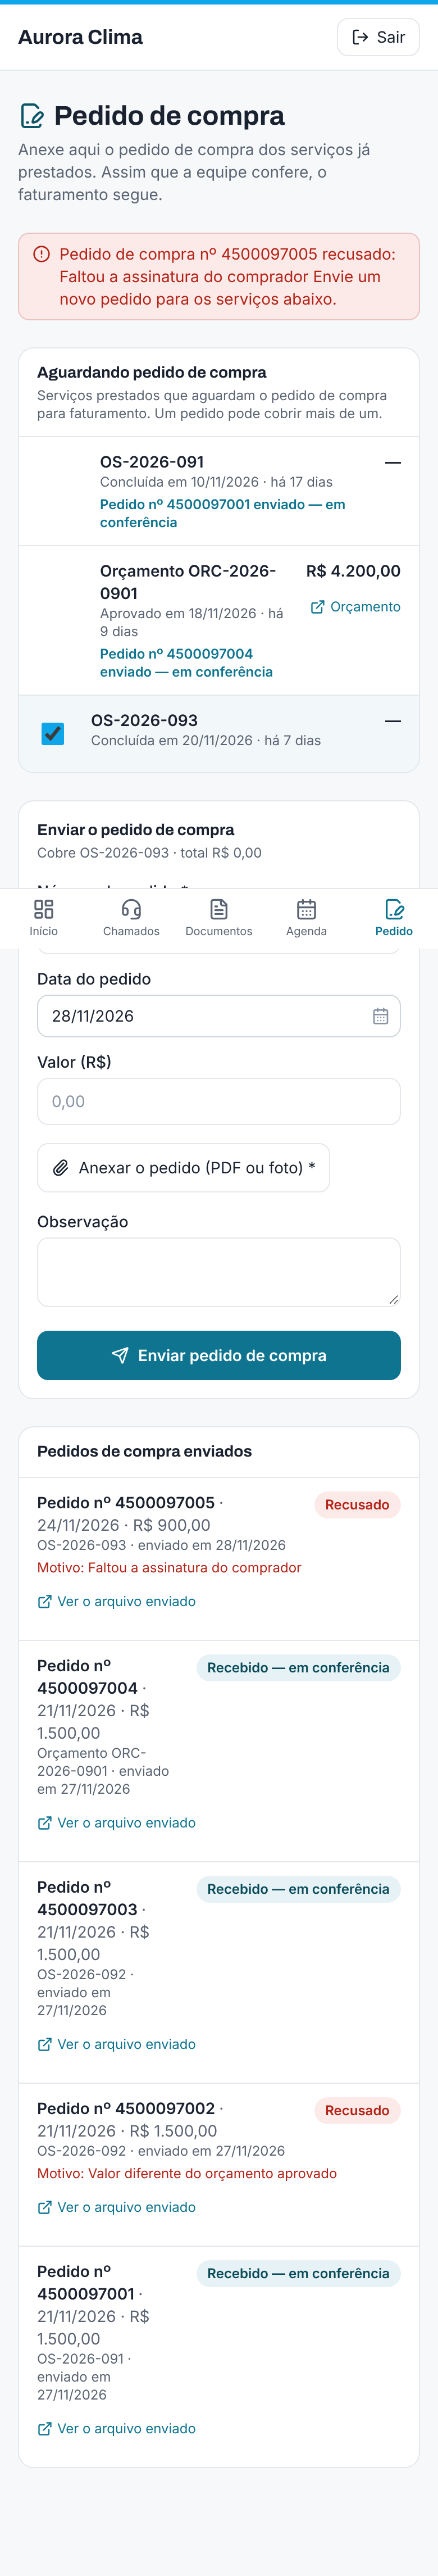 Aurora Clima
Sair
Pedido de compra
Anexe aqui o pedido de compra dos serviços já
prestados. Assim que a equipe confere, o
faturamento segue.
Pedido de compra nº 4500097005 recusado:
Faltou a assinatura do comprador Envie um
novo pedido para os serviços abaixo.
Aguardando pedido de compra
Serviços prestados que aguardam o pedido de compra
para faturamento. Um pedido pode cobrir mais de um.
OS-2026-091 —
Concluída em 10/11/2026 · há 17 dias
Pedido nº 4500097001 enviado — em
conferência
Orçamento ORC-2026- R$ 4.200,00
0901
Aprovado em 18/11/2026 · há Orçamento
9 dias
Pedido nº 4500097004
enviado — em conferência
OS-2026-093 —
Concluída em 20/11/2026 · há 7 dias
Enviar o pedido de compra
Cobre OS-2026-093 · total R$ 0,00
Início Chamados Documentos Agenda Pedido
Data do pedido
28/11/2026
Valor (R$)
0,00
Anexar o pedido (PDF ou foto) *
Observação
Enviar pedido de compra
Pedidos de compra enviados
Pedido nº 4500097005 · Recusado
24/11/2026 · R$ 900,00
OS-2026-093 · enviado em 28/11/2026
Motivo: Faltou a assinatura do comprador
Ver o arquivo enviado
Pedido nº Recebido — em conferência
4500097004 ·
21/11/2026 · R$
1.500,00
Orçamento ORC-
2026-0901 · enviado
em 27/11/2026
Ver o arquivo enviado
Pedido nº Recebido — em conferência
4500097003 ·
21/11/2026 · R$
1.500,00
OS-2026-092 ·
enviado em
27/11/2026
Ver o arquivo enviado
Pedido nº 4500097002 · Recusado
21/11/2026 · R$ 1.500,00
OS-2026-092 · enviado em 27/11/2026
Motivo: Valor diferente do orçamento aprovado
Ver o arquivo enviado
Pedido nº Recebido — em conferência
4500097001 ·
21/11/2026 · R$
1.500,00
OS-2026-091 ·
enviado em
27/11/2026
Ver o arquivo enviado